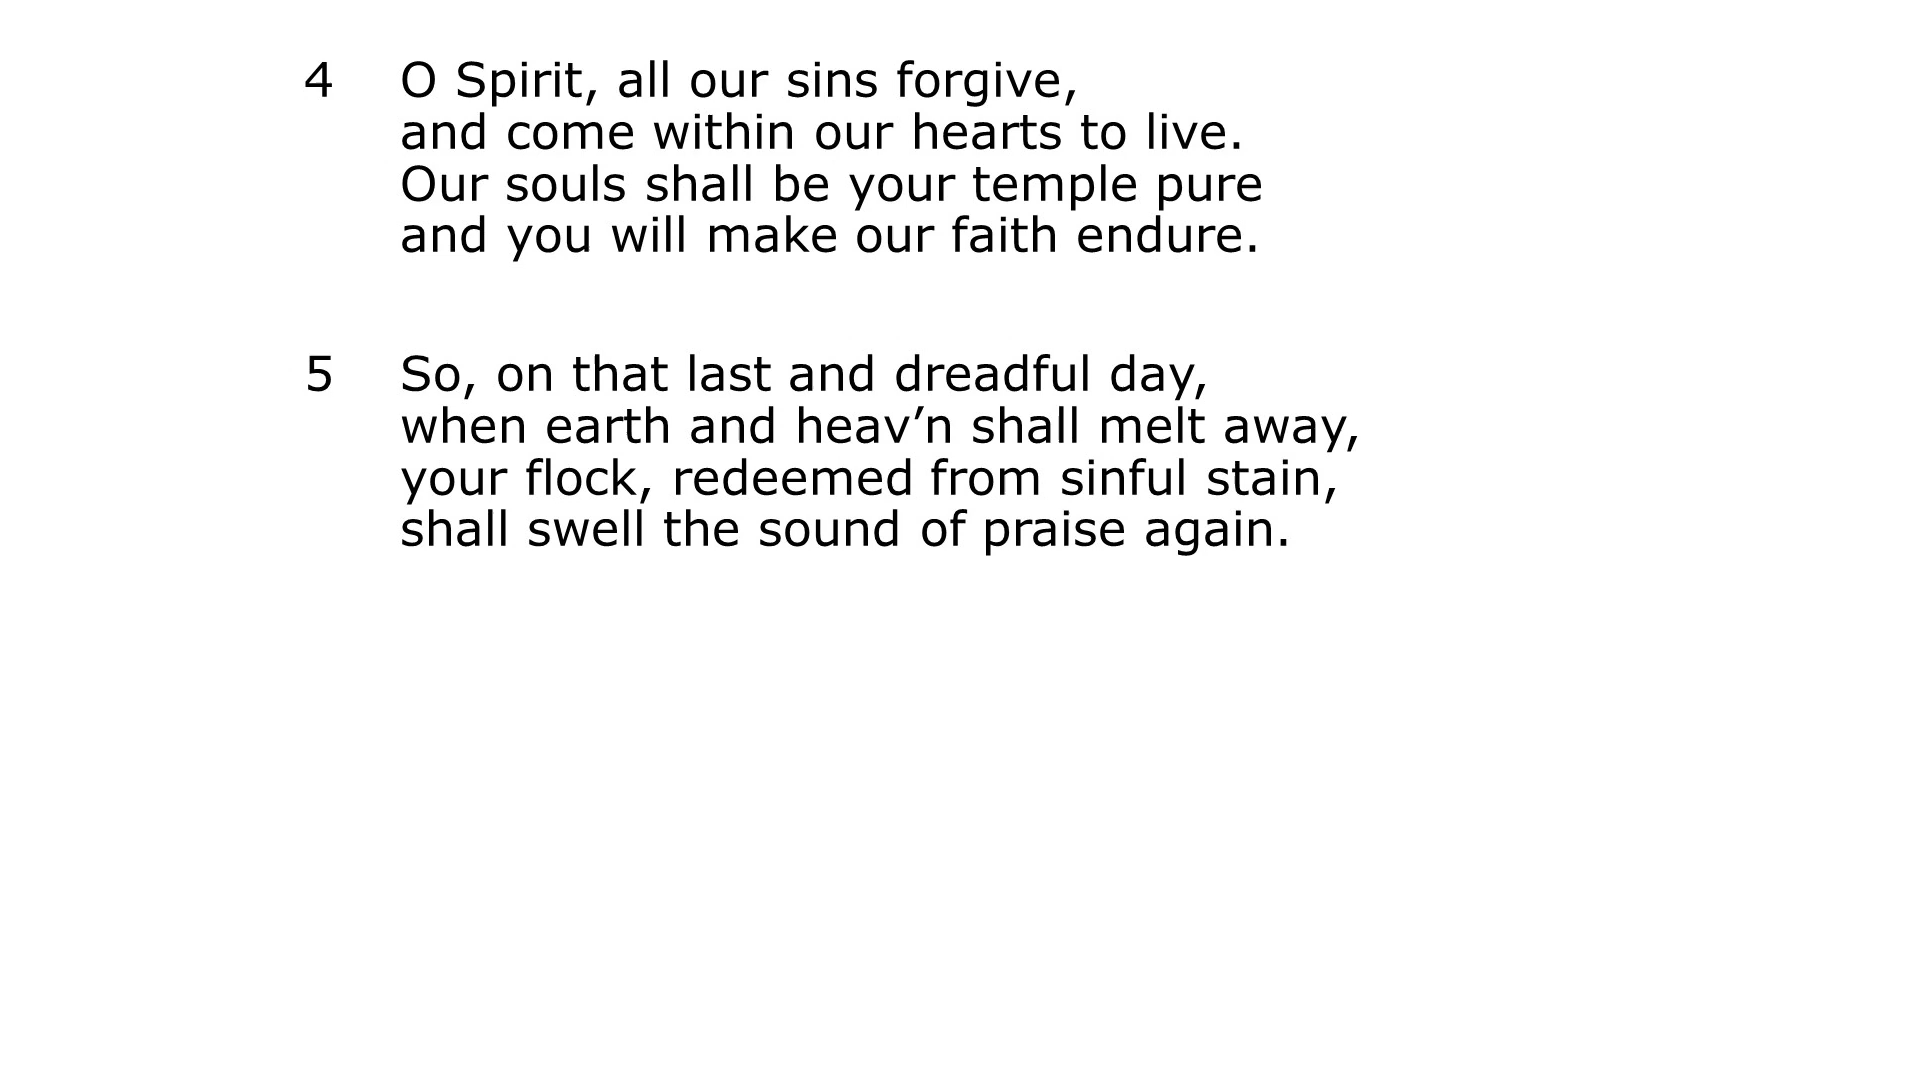 4 O Spirit, all our sins forgive,
and come within our hearts to live.
Our souls shall be your temple pure
and you will make our faith endure.
5 So, on that last and dreadful day,
when earth and heav’n shall melt away,
your flock, redeemed from sinful stain,
shall swell the sound of praise again.